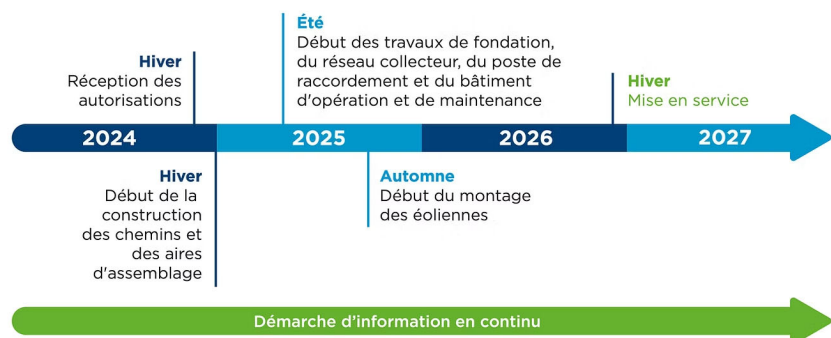 Été
Début des travaux de fondation,
du réseau collecteur, du poste de
raccordement et du bâtiment
d'opération et de maintenance
Hiver
Réception des
autorisations
Hiver
Mise en service
2024
2025
2026
2027
Hiver
Début de la
construction
des chemins et
des aires
d'assemblage
Automne
Début du montage
des éoliennes
Démarche d'information en continu